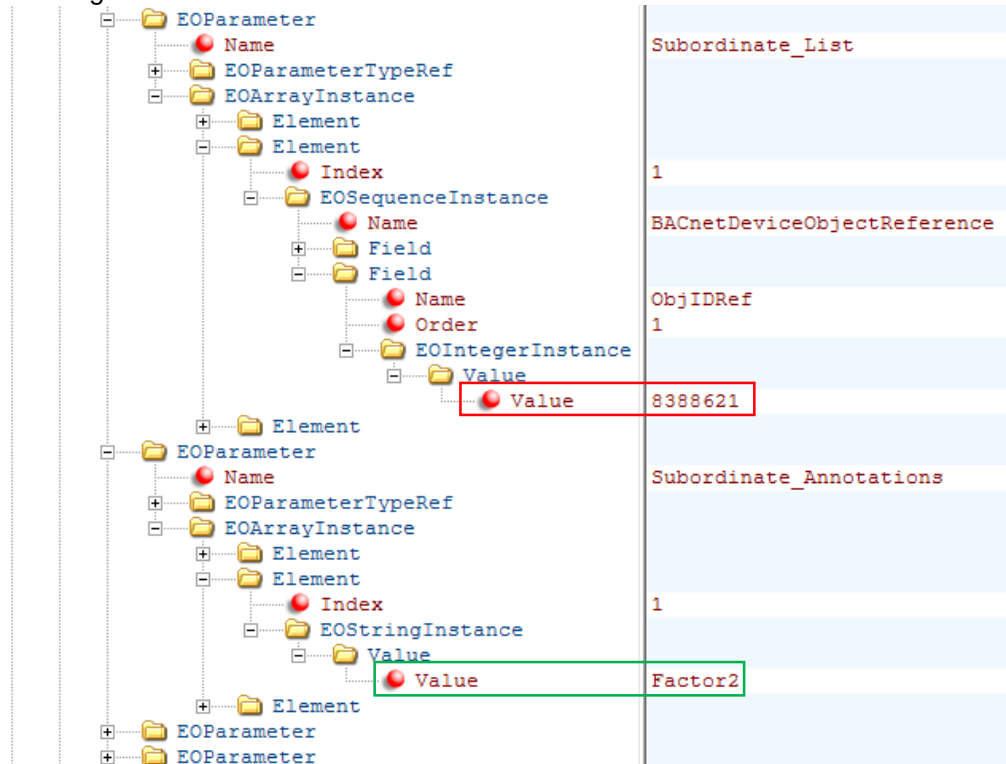 EOParameter
Name Subordinate_List
EOParameterTypeRef
EOArrayInstance
Element
Element
Index 1
EOSequenceInstance
Name BACnetDeviceObjectReference
Field
Field
Name ObjIDRef
Order 1
EOIntegerInstance
Value
Value 8388621
Element
EOParameter
Name Subordinate_Annotations
EOParameterTypeRef
EOArrayInstance
Element
Element
Index 1
EOStringInstance
Value
Value Factor2
Element
EOParameter
EOParameter